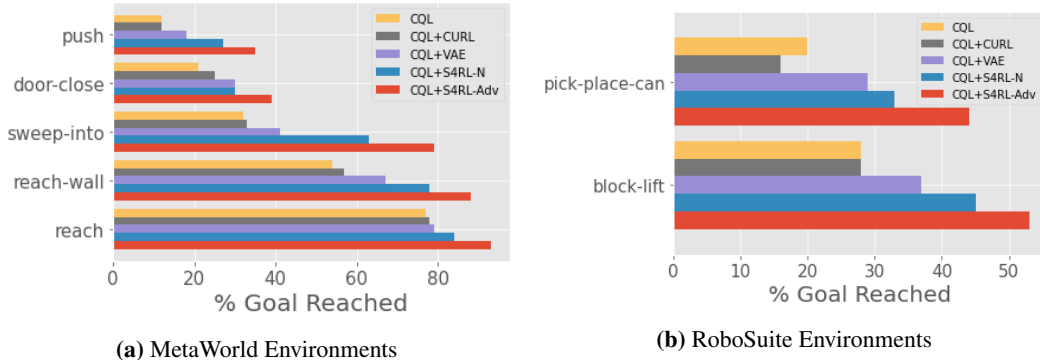 push
door-close
sweep-into
reach-wall
reach
CQL
CQL+CURL
CQL+VAE
CQL+S4RL-N
CQL+S4RL-Adv
0 20 40 60 80
% Goal Reached
(a) MetaWorld Environments
pick-place-can
block-lift
CQL
CQL+CURL
CQL+VAE
CQL+S4RL-N
CQL+S4RL-Adv
0 10 20 30 40 50
% Goal Reached
(b) RoboSuite Environments